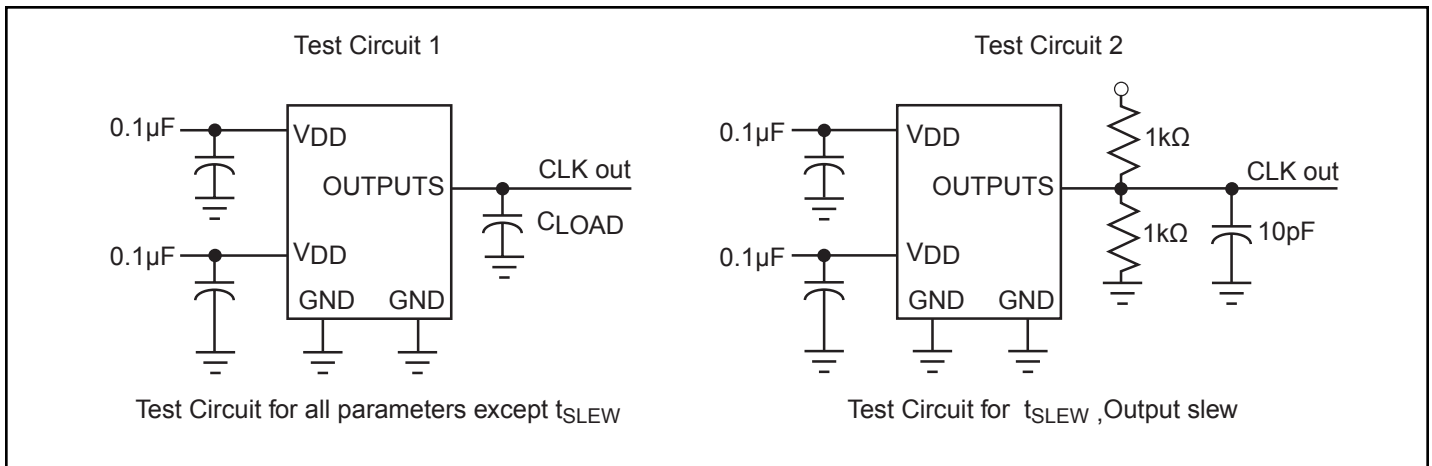 Test Circuit 1
0.1µF
VDD
OUTPUTS
CLK out
CLOAD
0.1µF
VDD
GND
GND
Test Circuit for all parameters except tSLEW
Test Circuit 2
0.1µF
VDD
1kΩ
OUTPUTS
CLK out
1kΩ
10pF
0.1µF
VDD
GND
GND
Test Circuit for tSLEW ,Output slew